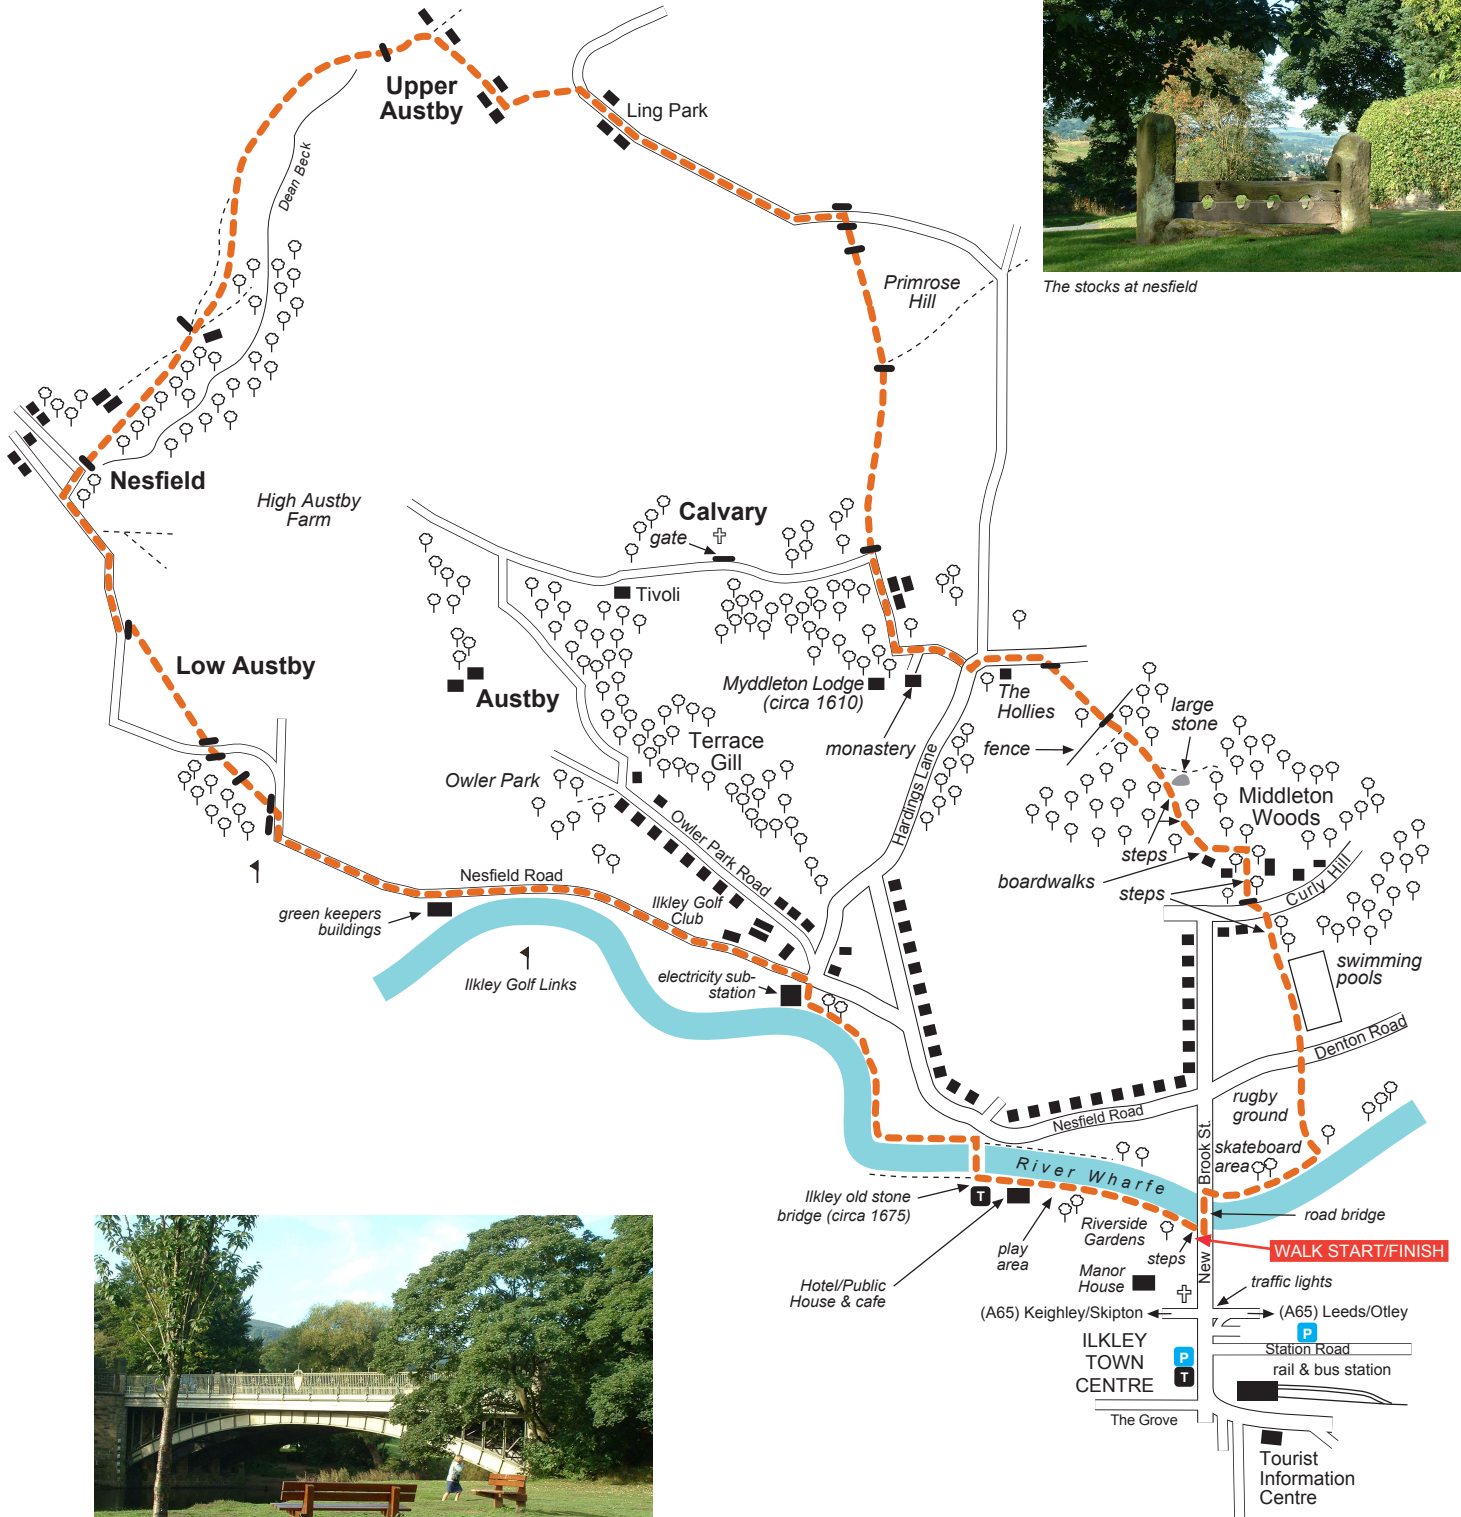 Upper
Austby
Ling Park
Dean Beck
Primrose
Hill
The stocks at nesfield
Nesfield
High Austby
Farm
Calvary
gate
Tivoli
Low Austby
Austby
Myddleton Lodge
(circa 1610)
monastery
The
Hollies
fence
large
stone
Terrace
Gill
Owler Park
Owler Park Road
Hardings Lane
Middleton
Woods
steps
boardwalks
steps
Curly Hill
Nesfield Road
green keepers
buildings
Ilkley Golf
Club
Ilkley Golf Links
electricity sub-
station
swimming
pools
Denton Road
rugby
ground
Nesfield Road
skateboard
area
New Brook St.
River Wharfe
Ilkley old stone
bridge (circa 1675)
T
play
area
Riverside
Gardens
steps
road bridge
WALK START/FINISH
Hotel/Public
House & cafe
Manor
House
traffic lights
(A65) Keighley/Skipton
(A65) Leeds/Otley
P
Station Road
ILKLEY
TOWN
CENTRE
P
T
rail & bus station
The Grove
Tourist
Information
Centre